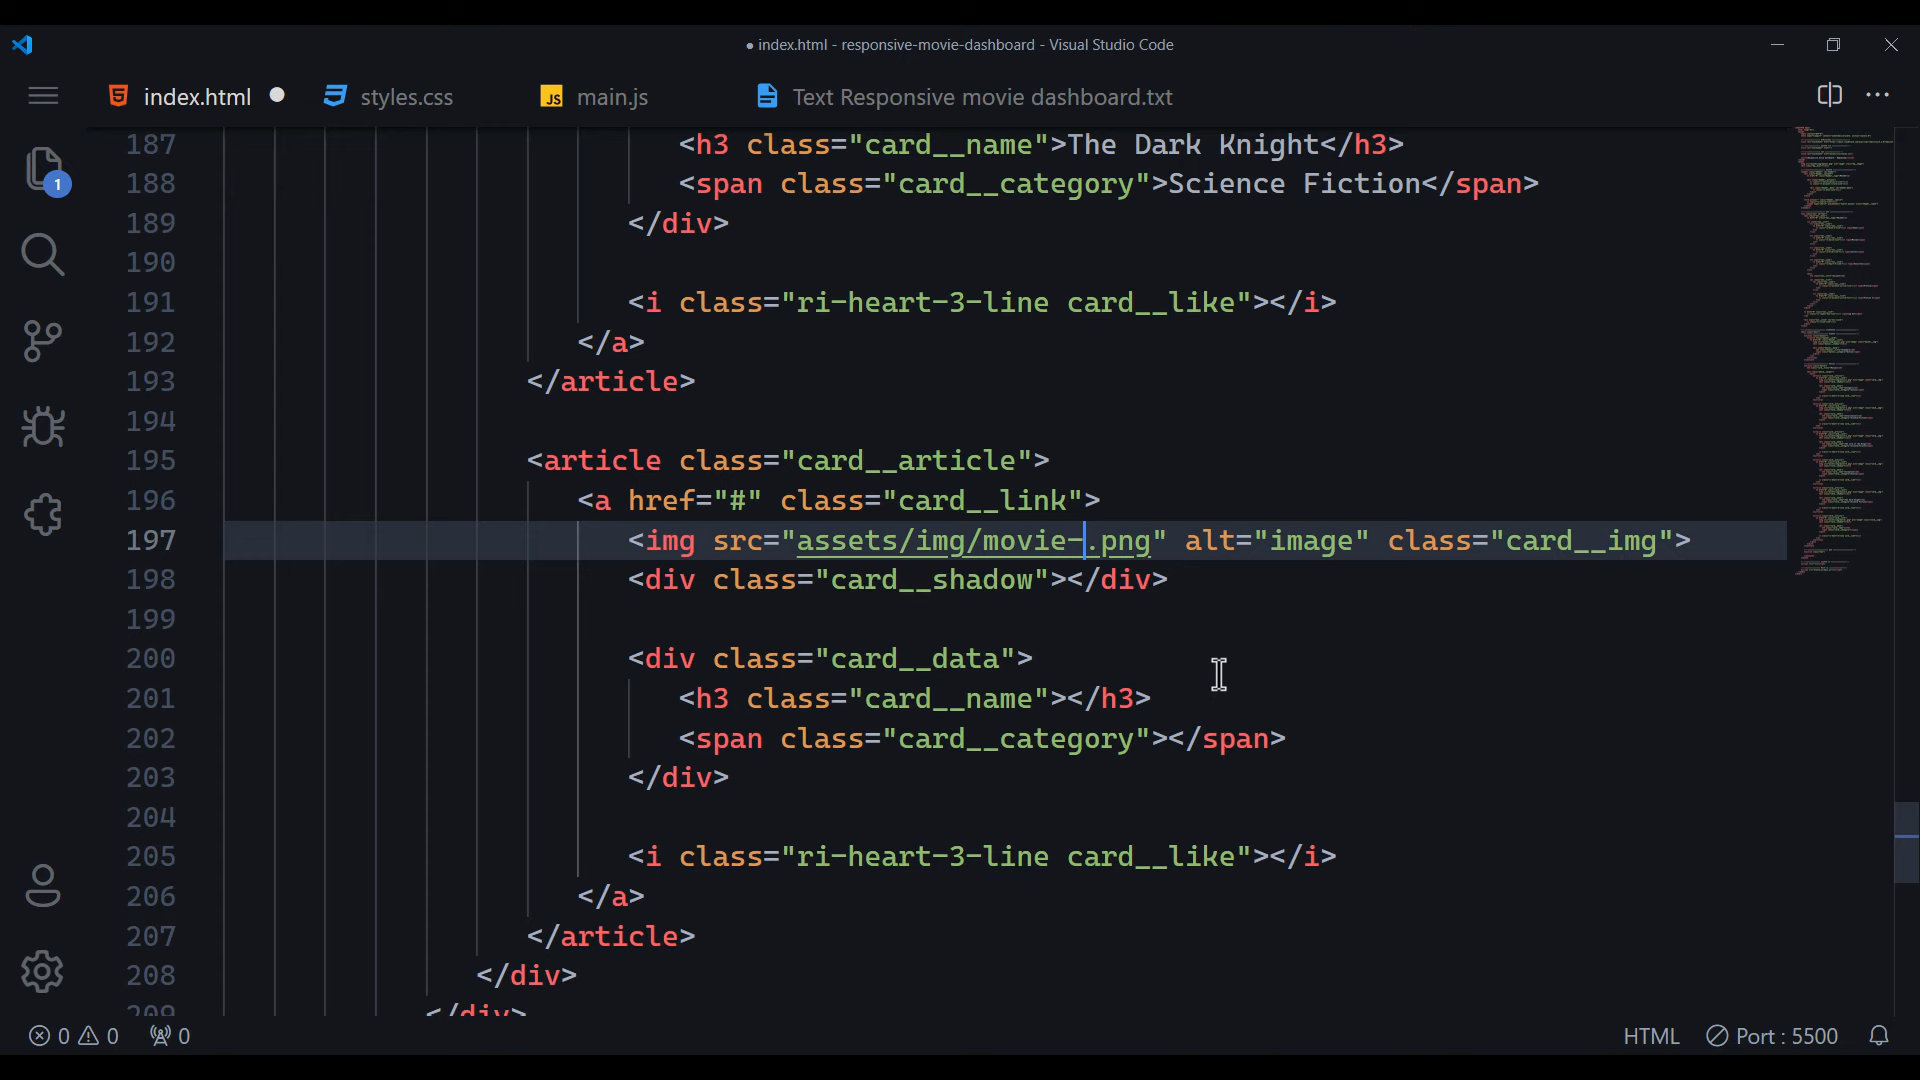 ● index.html - responsive-movie-dashboard - Visual Studio Code
index.html ● styles.css JS main.js Text Responsive movie dashboard.txt
1
187 <h3 class="card__name">The Dark Knight</h3>
188 <span class="card__category">Science Fiction</span>
189 </div>
190
191 <i class="ri-heart-3-line card__like"></i>
192 </a>
193 </article>
194
195 <article class="card__article">
196 <a href="#" class="card__link">
197 <img src="assets/img/movie-.png" alt="image" class="card__img">
198 <div class="card__shadow"></div>
199
200 <div class="card__data">
201 <h3 class="card__name"></h3>
202 <span class="card__category"></span>
203 </div>
204
205 <i class="ri-heart-3-line card__like"></i>
206 </a>
207 </article>
208 </div>
209 </div>
0 0 0 HTML Port : 5500